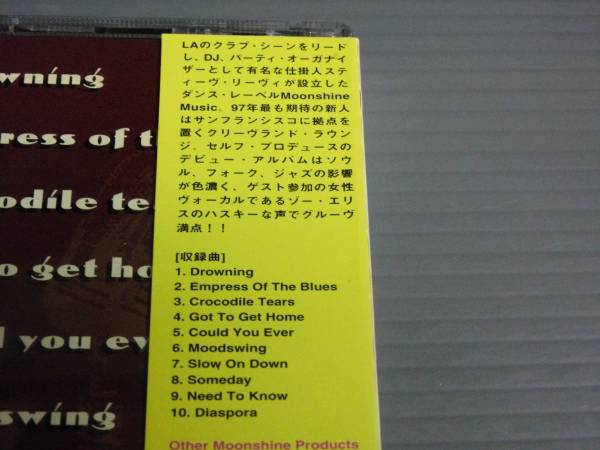 LAのクラブ・シーンをリード
し、DJ、パーティ・オーガナイ
ザーとして有名な仕掛人スティ
ーヴ・リーヴィが設立した
ダンス・レーベルMoonshine
Music。97年最も期待の新人
はサンフランシスコに拠点を
置くクリーヴランド・ラウン
ジ。セルフ・プロデュースの
デビュー・アルバムはソウ
ル、フォーク、ジャズの影響
が色濃く、ゲスト参加の女性
ヴォーカルであるゾー・エリ
スのハスキーな声でグルーヴ
満点！！
[収録曲]
1. Drowning
2. Empress Of The Blues
3. Crocodile Tears
4. Got To Get Home
5. Could You Ever
6. Moodswing
7. Slow On Down
8. Someday
9. Need To Know
10. Diaspora
Other Moonshine Products
wning
ress of th
odile tea
o get ho
d you ev
swing